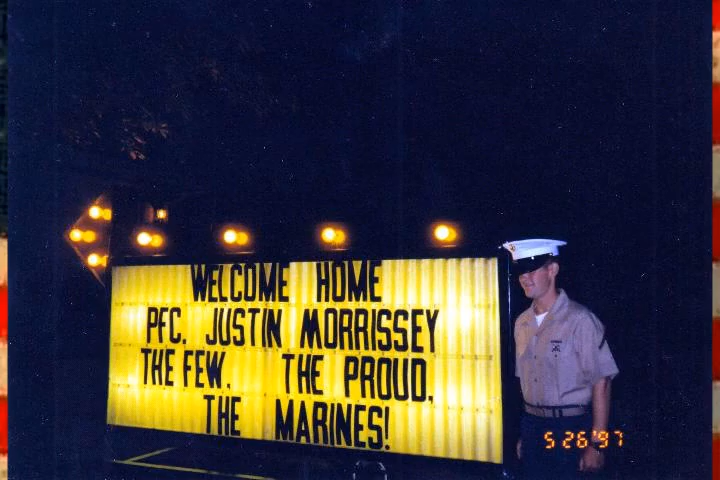 WELCOME HOME
PFC. JUSTIN MORRISSEY
THE FEW. THE PROUD.
THE MARINES!
5 26 '97